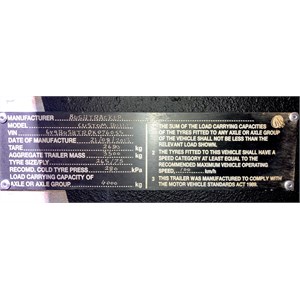 MANUFACTURER BUSHTRACKER
MODEL CUSTOM
VIN
DATE OF MANUFACTURE
TARE kg
AGGREGATE TRAILER MASS 3500 kg
TYRE SIZE/PLY 265/75
RECOMD. COLD TYRE PRESS kPa
LOAD CARRYING CAPACITY OF
AXLE OR AXLE GROUP kg
1 THE SUM OF THE LOAD CARRYING CAPACITIES
OF THE TYRES FITTED TO ANY AXLE OR AXLE GROUP
OF THE VEHICLE SHALL NOT BE LESS THAN THE
RELEVANT LOAD SHOWN.
2 THE TYRES FITTED TO THIS VEHICLE SHALL HAVE A
SPEED CATEGORY AT LEAST EQUAL TO THE
RECOMMENDED MAXIMUM VEHICLE OPERATING
SPEED, km/h
3 THIS TRAILER WAS MANUFACTURED TO COMPLY WITH
THE MOTOR VEHICLE STANDARDS ACT 1989.